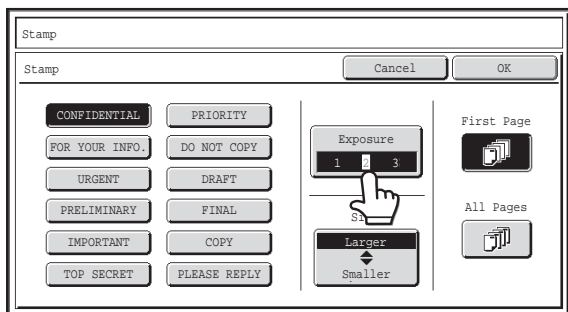 Stamp
Stamp
Cancel
OK
CONFIDENTIAL
PRIORITY
FOR YOUR INFO.
DO NOT COPY
URGENT
DRAFT
PRELIMINARY
FINAL
IMPORTANT
COPY
TOP SECRET
PLEASE REPLY
Exposure
1 2 3
Larger
Smaller
First Page
All Pages